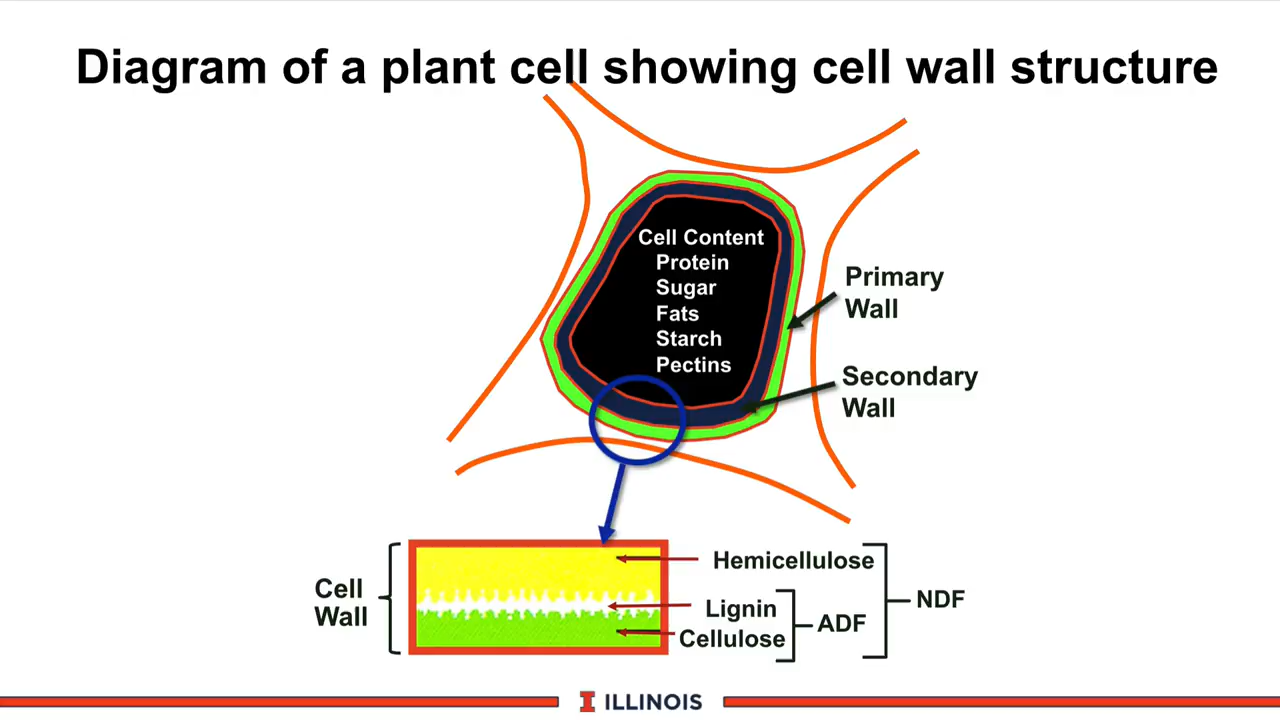 Diagram of a plant cell showing cell wall structure
Cell Content
Protein
Sugar
Fats
Starch
Pectins
Primary
Wall
Secondary
Wall
Cell
Wall
Hemicellulose
Lignin
Cellulose
ADF
NDF
I ILLINOIS